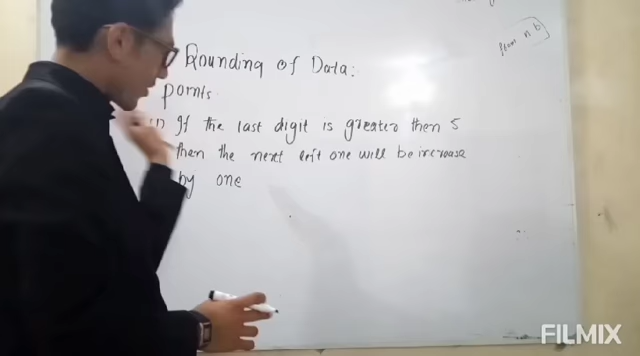 Rounding of Data:
points.
1) If the last digit is greater then 5
then the next left one will be increase
by one
FILMIX